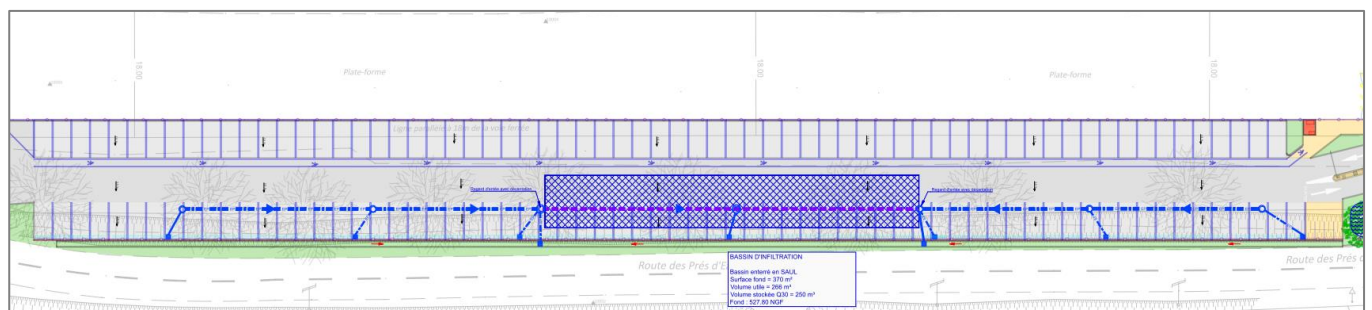 Plate-forme
Plate-forme
18.00
18.00
18.00
Ligne parallèle à 18m de la voie ferrée
Regard d'entrée avec décantation
Regard d'entrée avec décantation
BASSIN D'INFILTRATION
Bassin enterré en SAUL
Surface fond = 370 m²
Volume utile = 266 m³
Volume stockée Q30 = 250 m³
Fond : 527.80 NGF
Route des Prés d'E
Route des Prés d